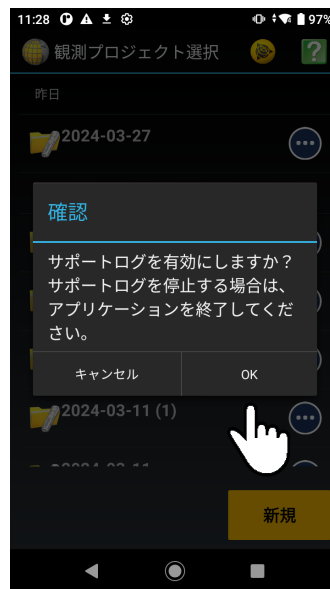 11:28 97%
観測プロジェクト選択
昨日
2024-03-27
確認
サポートログを有効にしますか？
サポートログを停止する場合は、
アプリケーションを終了してくだ
さい。
キャンセル OK
2024-03-11 (1)
新規